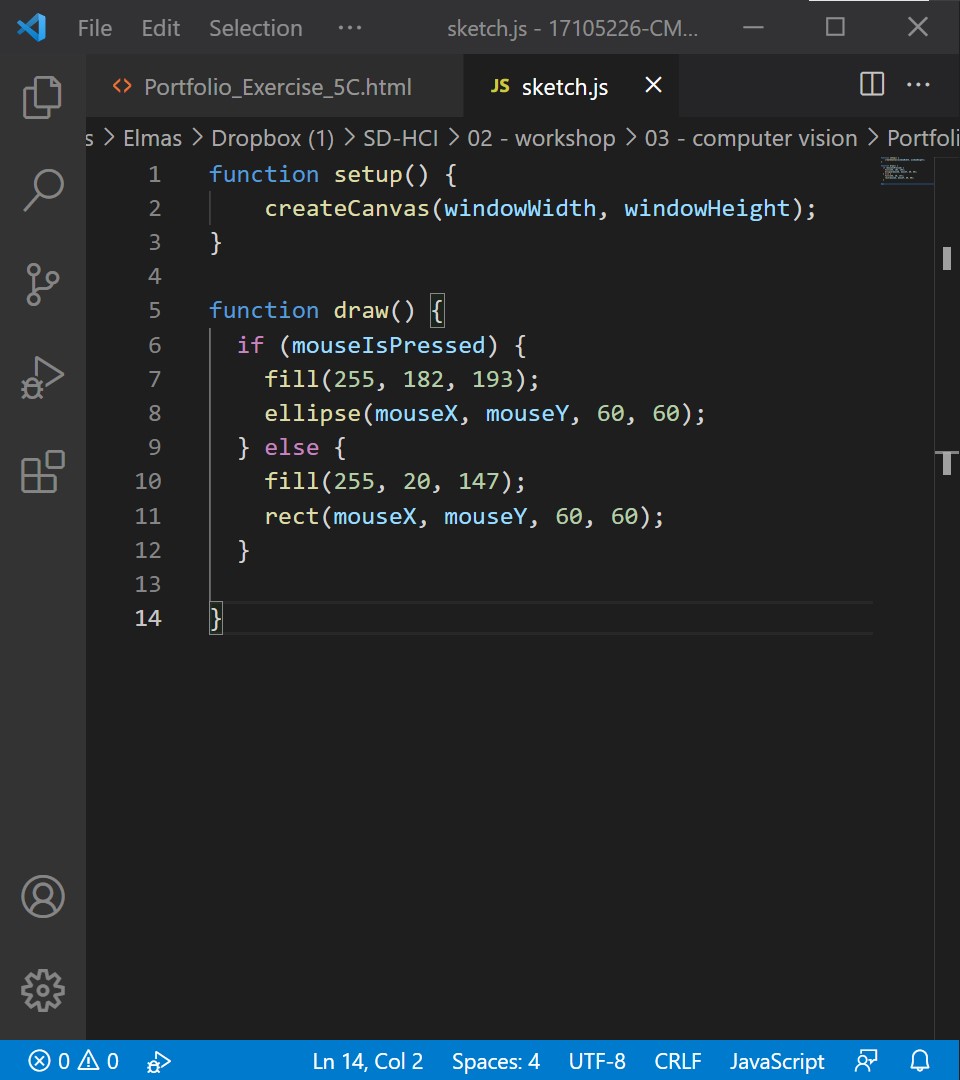 File Edit Selection ··· sketch.js - 17105226-CM...
<> Portfolio_Exercise_5C.html JS sketch.js
s > Elmas > Dropbox (1) > SD-HCI > 02 - workshop > 03 - computer vision > Portfoli
1 function setup() {
2 createCanvas(windowWidth, windowHeight);
3 }
4
5 function draw() {
6 if (mouseIsPressed) {
7 fill(255, 182, 193);
8 ellipse(mouseX, mouseY, 60, 60);
9 } else {
10 fill(255, 20, 147);
11 rect(mouseX, mouseY, 60, 60);
12 }
13
14 }
0 0 Ln 14, Col 2 Spaces: 4 UTF-8 CRLF JavaScript